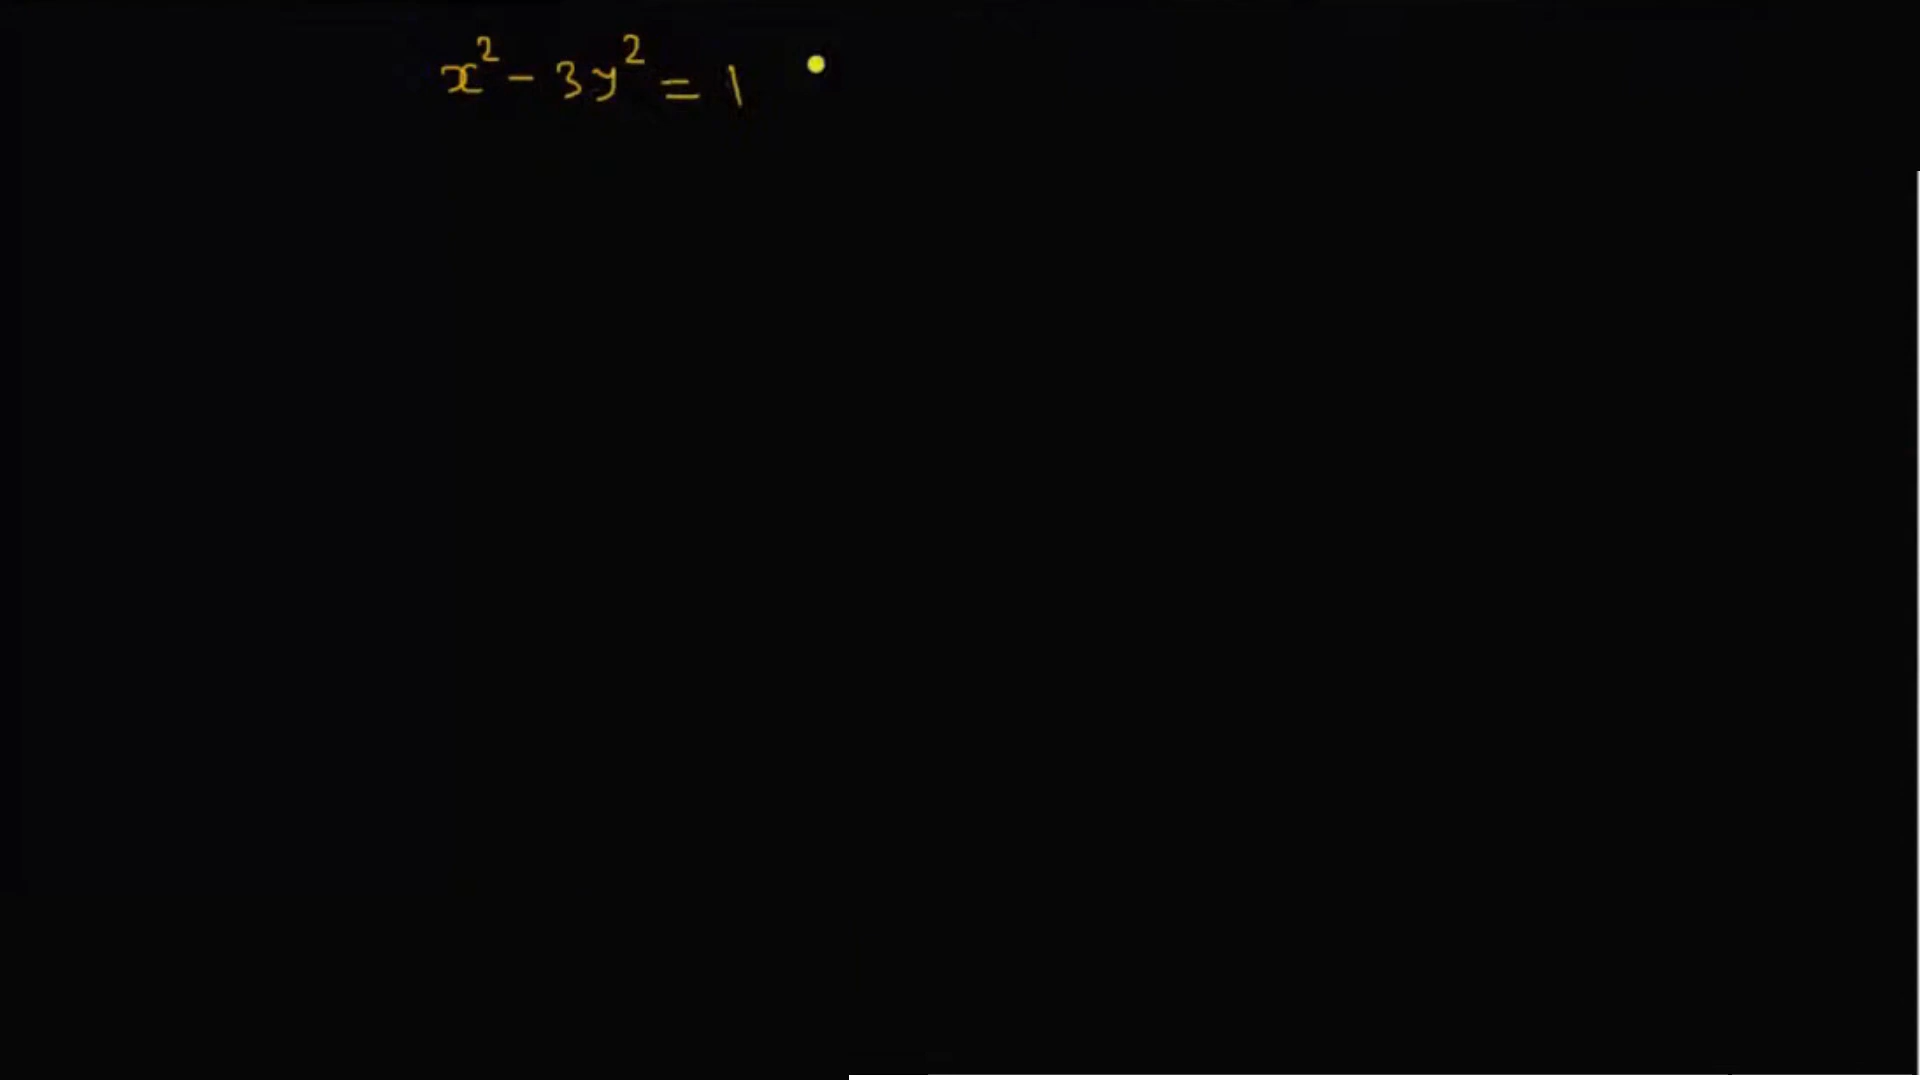 x² - 3y² = 1